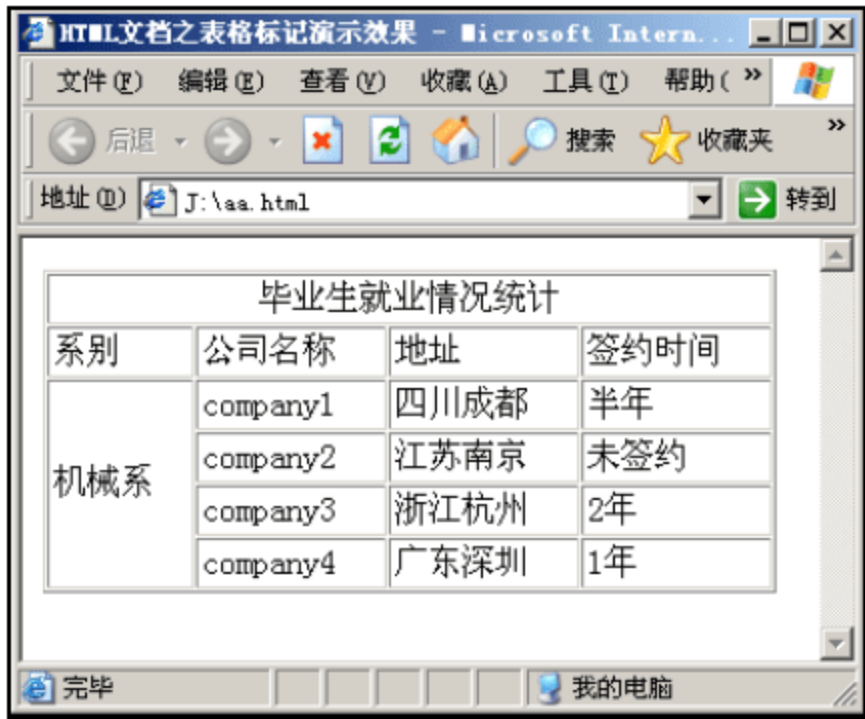 HTML文档之表格标记演示效果 - Microsoft Intern...
文件(F) 编辑(E) 查看(V) 收藏(A) 工具(T) 帮助( »
后退 搜索 收藏夹 »
地址(D) J:\aa.html 转到
毕业生就业情况统计
系别 公司名称 地址 签约时间
company1 四川成都 半年
company2 江苏南京 未签约
机械系
company3 浙江杭州 2年
company4 广东深圳 1年
完毕 我的电脑